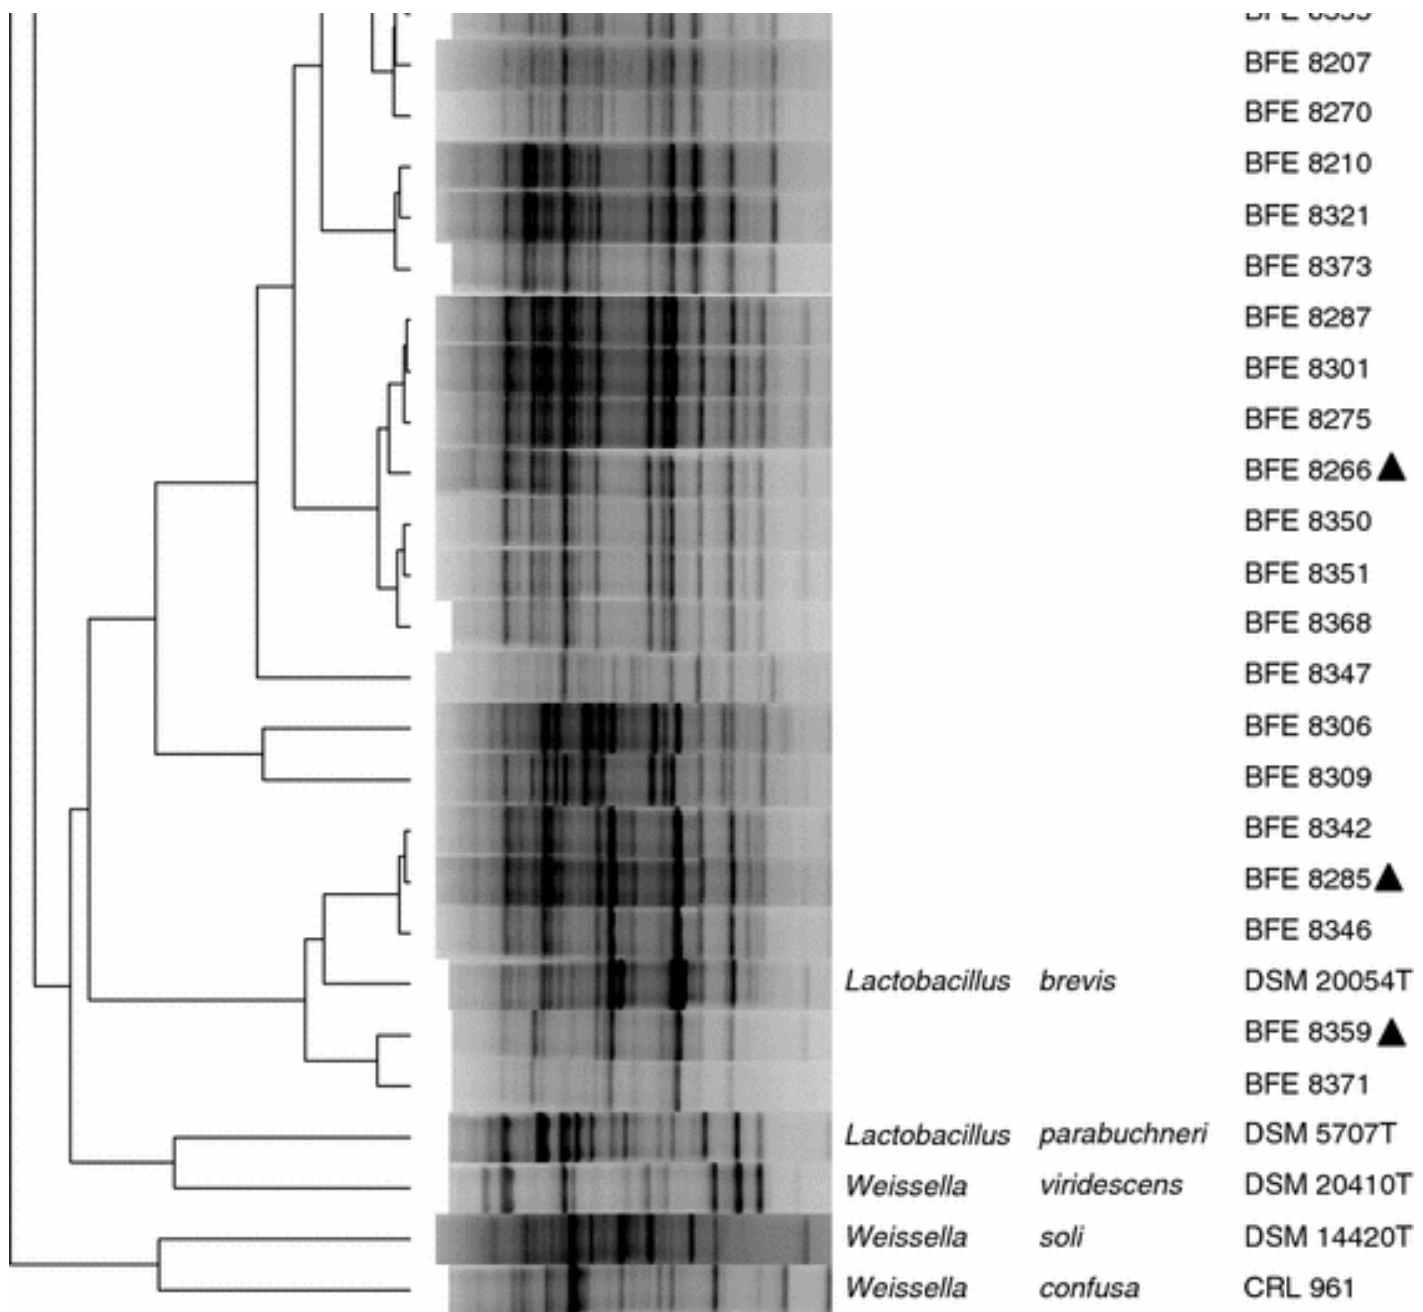 BFE 8207
BFE 8270
BFE 8210
BFE 8321
BFE 8373
BFE 8287
BFE 8301
BFE 8275
BFE 8266
BFE 8350
BFE 8351
BFE 8368
BFE 8347
BFE 8306
BFE 8309
BFE 8342
BFE 8285
BFE 8346
Lactobacillus brevis DSM 20054T
BFE 8359
BFE 8371
Lactobacillus parabuchneri DSM 5707T
Weissella viridescens DSM 20410T
Weissella soli DSM 14420T
Weissella confusa CRL 961